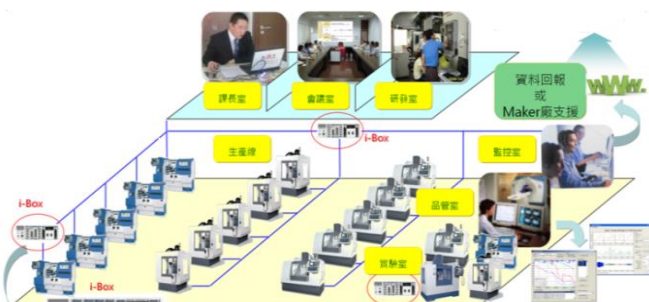 課長室
會議室
研發室
資料回報
或
Maker廠支援
www.
i-Box
生產線
監控室
i-Box
品管室
實驗室
i-Box